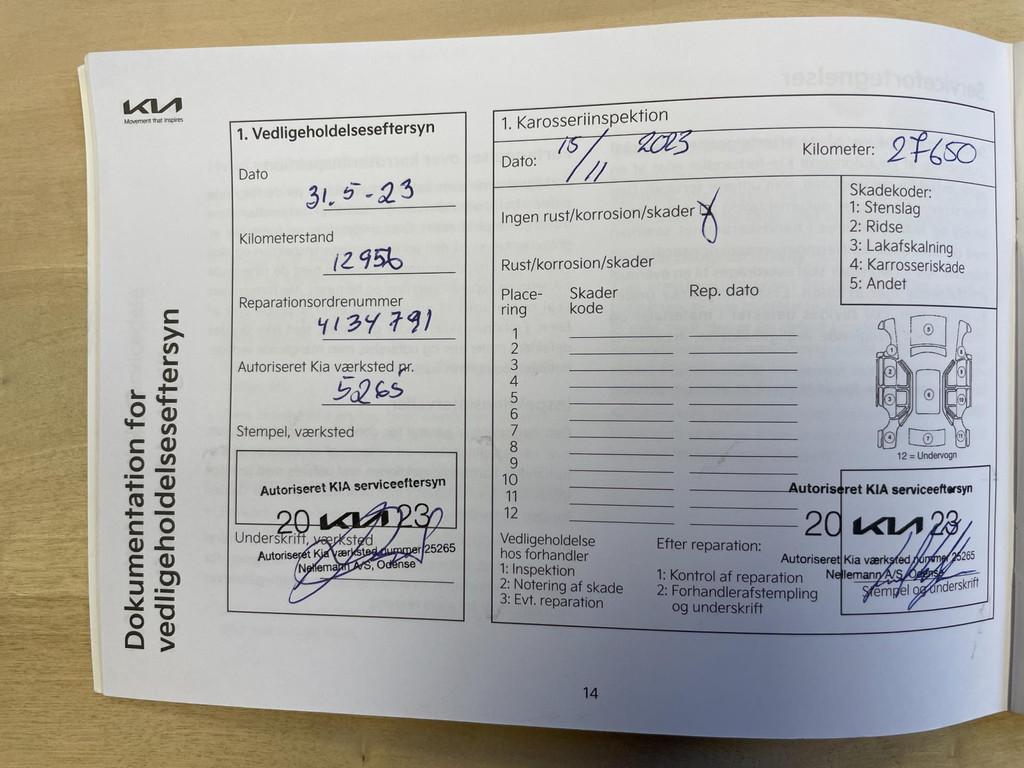 KIA
Movement that inspires
Dokumentation for
vedligeholdelseseftersyn
1. Vedligeholdelseseftersyn
Dato
31.5-23
Kilometerstand
12956
Reparationsordrenummer
4134791
Autoriseret Kia værksted nr.
5265
Stempel, værksted
Autoriseret KIA serviceeftersyn
20 KIA 23
Underskrift, værksted
Autoriseret Kia værksted nummer 25265
Nellemann A/S, Odense
1. Karosseriinspektion
Dato: 15/11 2023 Kilometer: 27650
Ingen rust/korrosion/skader
Rust/korrosion/skader
Skadekoder:
1: Stenslag
2: Ridse
3: Lakafskalning
4: Karrosseriskade
5: Andet
Place-
ring
Skader
kode
Rep. dato
1
2
3
4
5
6
7
8
9
10
11
12
12 = Undervogn
Vedligeholdelse
hos forhandler
1: Inspektion
2: Notering af skade
3: Evt. reparation
Efter reparation:
1: Kontrol af reparation
2: Forhandlerafstempling
og underskrift
Autoriseret KIA serviceeftersyn
20 KIA 23
Autoriseret Kia værksted nummer 25265
Nellemann A/S, Odense
Stempel og underskrift
14